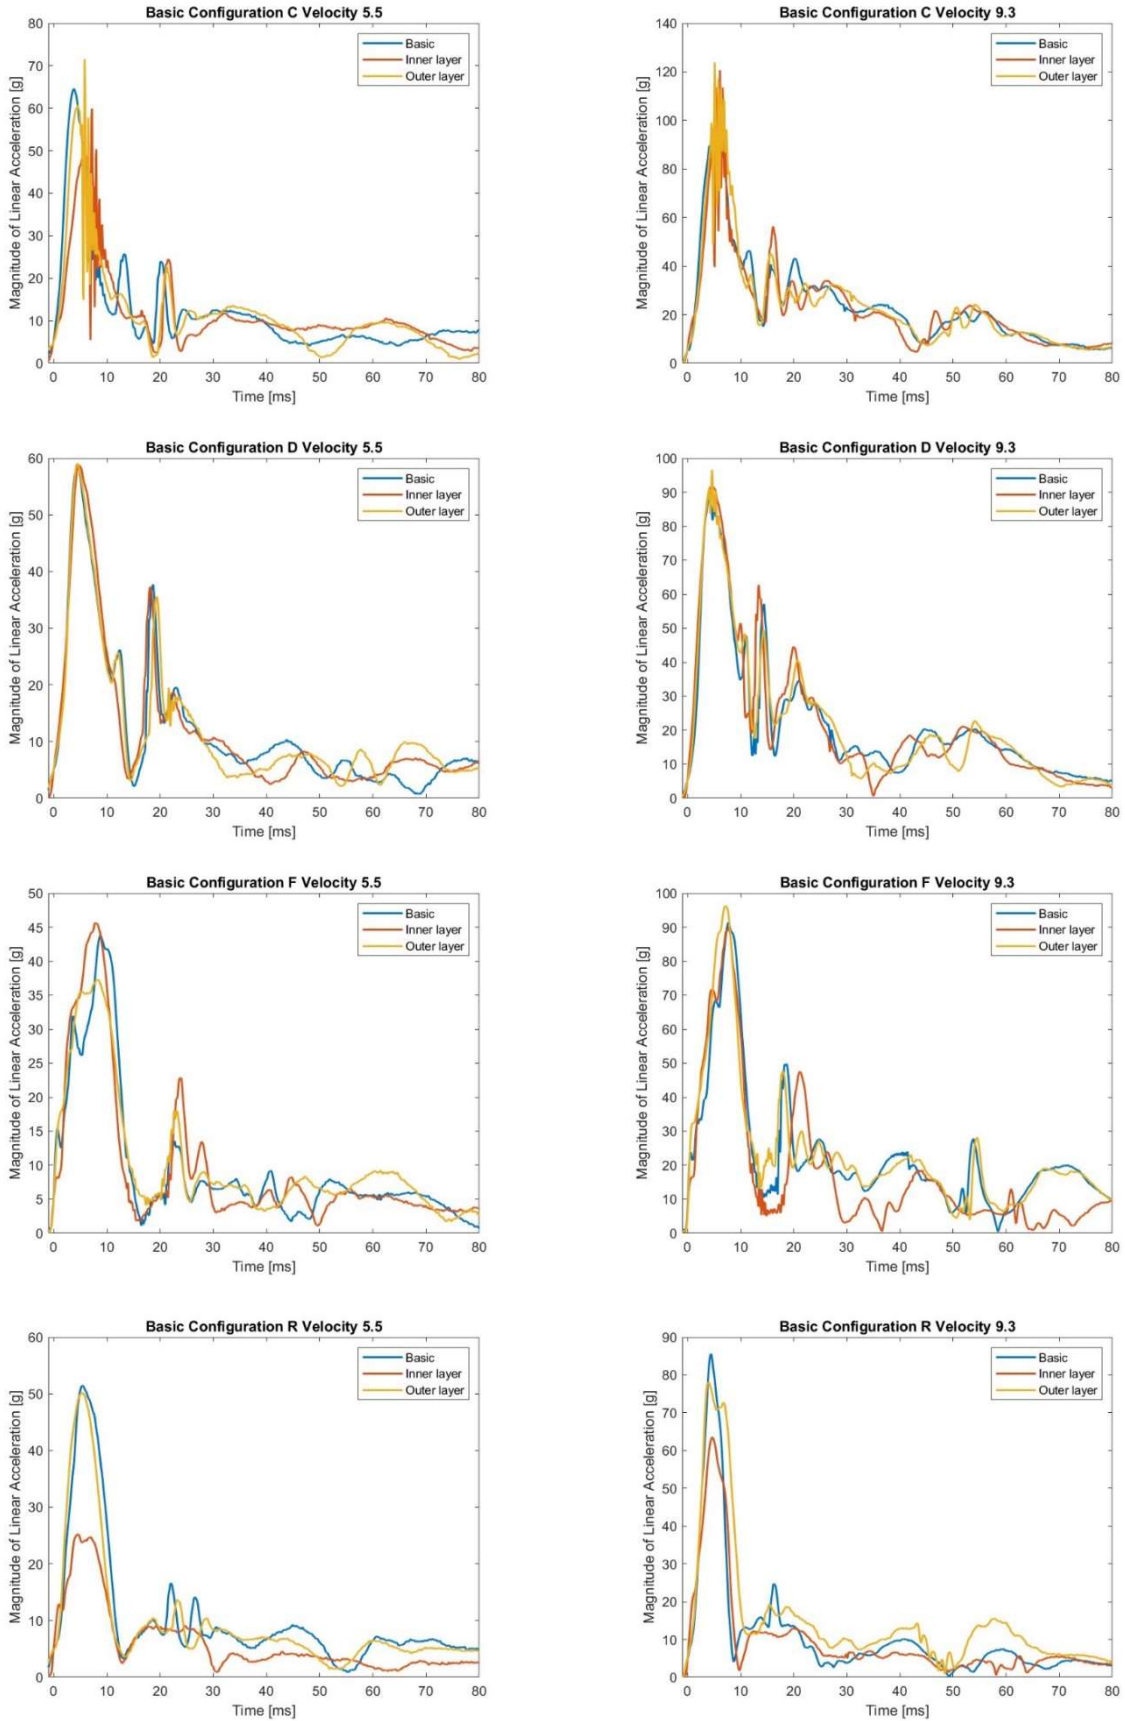 Basic Configuration C Velocity 5.5
Magnitude of Linear Acceleration [g]
80
70
60
50
40
30
20
10
0
Basic
Inner layer
Outer layer
0 10 20 30 40 50 60 70 80
Time [ms]
Basic Configuration C Velocity 9.3
Magnitude of Linear Acceleration [g]
140
120
100
80
60
40
20
0
Basic
Inner layer
Outer layer
0 10 20 30 40 50 60 70 80
Time [ms]
Basic Configuration D Velocity 5.5
Magnitude of Linear Acceleration [g]
60
50
40
30
20
10
0
Basic
Inner layer
Outer layer
0 10 20 30 40 50 60 70 80
Time [ms]
Basic Configuration D Velocity 9.3
Magnitude of Linear Acceleration [g]
100
90
80
70
60
50
40
30
20
10
0
Basic
Inner layer
Outer layer
0 10 20 30 40 50 60 70 80
Time [ms]
Basic Configuration F Velocity 5.5
Magnitude of Linear Acceleration [g]
50
45
40
35
30
25
20
15
10
5
0
Basic
Inner layer
Outer layer
0 10 20 30 40 50 60 70 80
Time [ms]
Basic Configuration F Velocity 9.3
Magnitude of Linear Acceleration [g]
100
90
80
70
60
50
40
30
20
10
0
Basic
Inner layer
Outer layer
0 10 20 30 40 50 60 70 80
Time [ms]
Basic Configuration R Velocity 5.5
Magnitude of Linear Acceleration [g]
60
50
40
30
20
10
0
Basic
Inner layer
Outer layer
0 10 20 30 40 50 60 70 80
Time [ms]
Basic Configuration R Velocity 9.3
Magnitude of Linear Acceleration [g]
90
80
70
60
50
40
30
20
10
0
Basic
Inner layer
Outer layer
0 10 20 30 40 50 60 70 80
Time [ms]